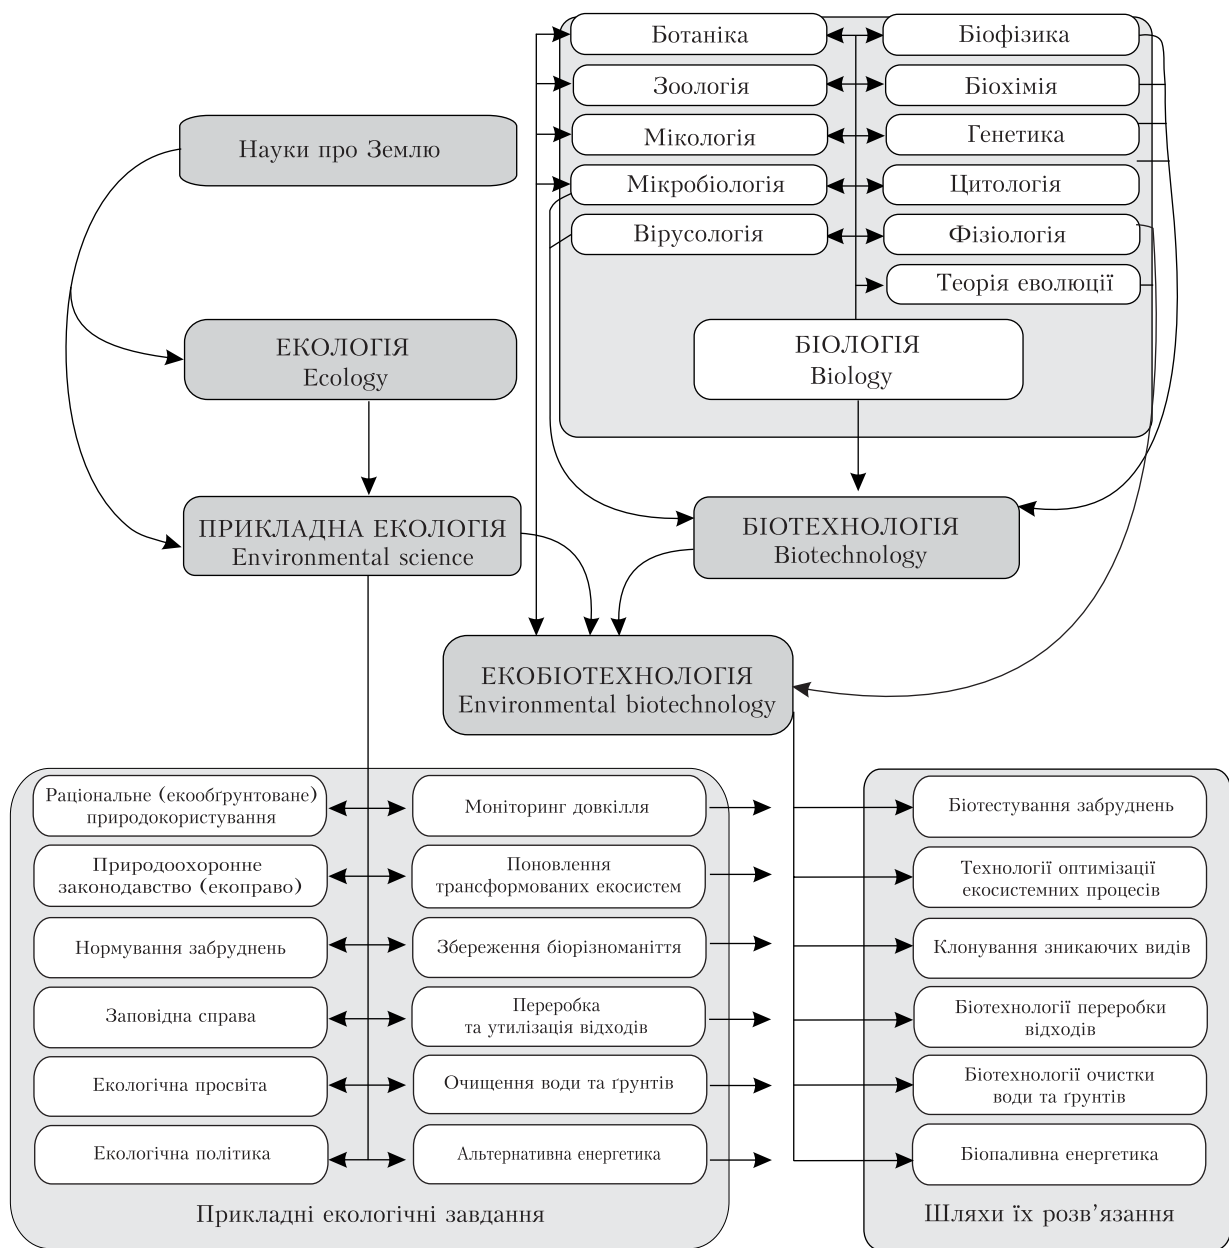 Ботаніка
Біофізика
Зоологія
Біохімія
Науки про Землю
Мікологія
Генетика
Мікробіологія
Цитологія
Вірусологія
Фізіологія
Теорія еволюції
ЕКОЛОГІЯ
Ecology
БІОЛОГІЯ
Biology
ПРИКЛАДНА ЕКОЛОГІЯ
Environmental science
БІОТЕХНОЛОГІЯ
Biotechnology
ЕКОБІОТЕХНОЛОГІЯ
Environmental biotechnology
Раціональне (екообґрунтоване)
природокористування
Моніторинг довкілля
Біотестування забруднень
Природоохоронне
законодавство (екоправо)
Поновлення
трансформованих екосистем
Технології оптимізації
екосистемних процесів
Нормування забруднень
Збереження біорізноманіття
Клонування зникаючих видів
Заповідна справа
Переробка
та утилізація відходів
Біотехнології переробки
відходів
Екологічна просвіта
Очищення води та ґрунтів
Біотехнології очистки
води та ґрунтів
Екологічна політика
Альтернативна енергетика
Біопаливна енергетика
Прикладні екологічні завдання
Шляхи їх розв'язання